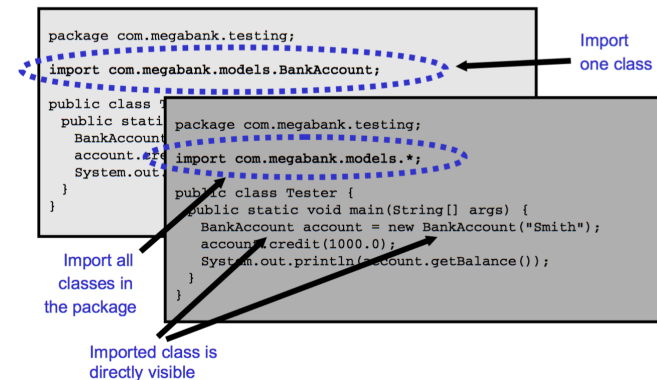 package com.megabank.testing;
import com.megabank.models.BankAccount;
public class T
public stati
BankAccount
account.cre
System.out.
}
}
Import
one class
package com.megabank.testing;
import com.megabank.models.*;
public class Tester {
public static void main(String[] args) {
BankAccount account = new BankAccount("Smith");
account.credit(1000.0);
System.out.println(account.getBalance());
}
}
Import all
classes in
the package
Imported class is
directly visible